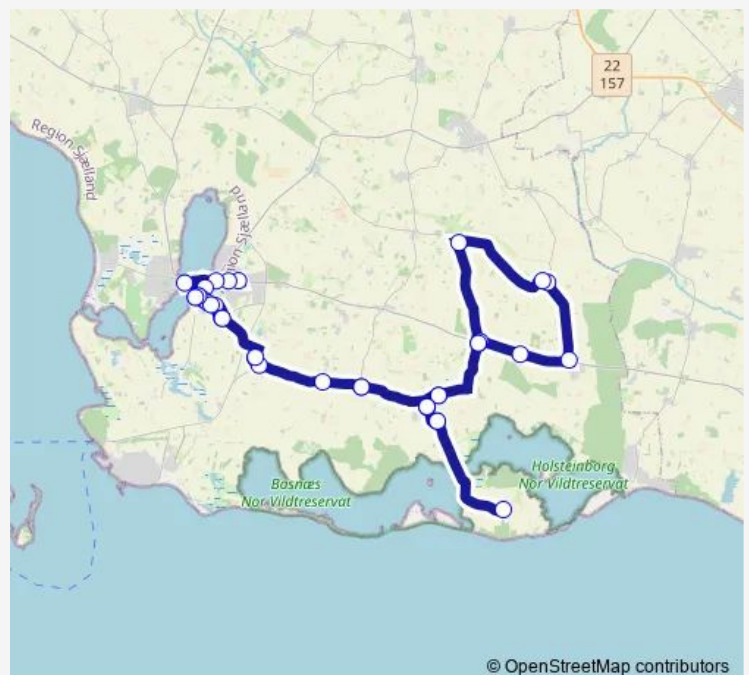 22
157
Region Sjælland
Region Sjælland
Basnæs
Nor Vildtreservat
Holsteinborg
Nor Vildtreservat
© OpenStreetMap contributors